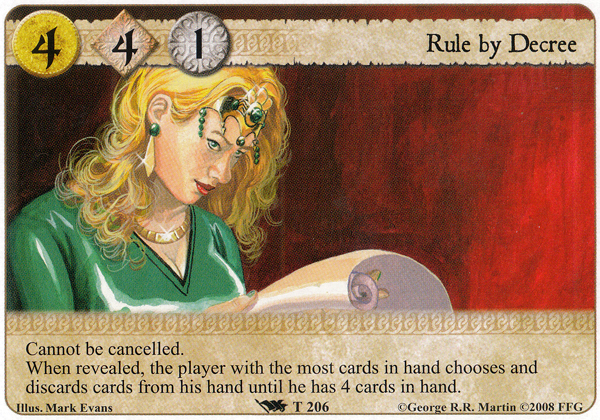 4 4 1 Rule by Decree
Cannot be cancelled.
When revealed, the player with the most cards in hand chooses and
discards cards from his hand until he has 4 cards in hand.
Illus. Mark Evans T 206 ©George R.R. Martin ©2008 FFG